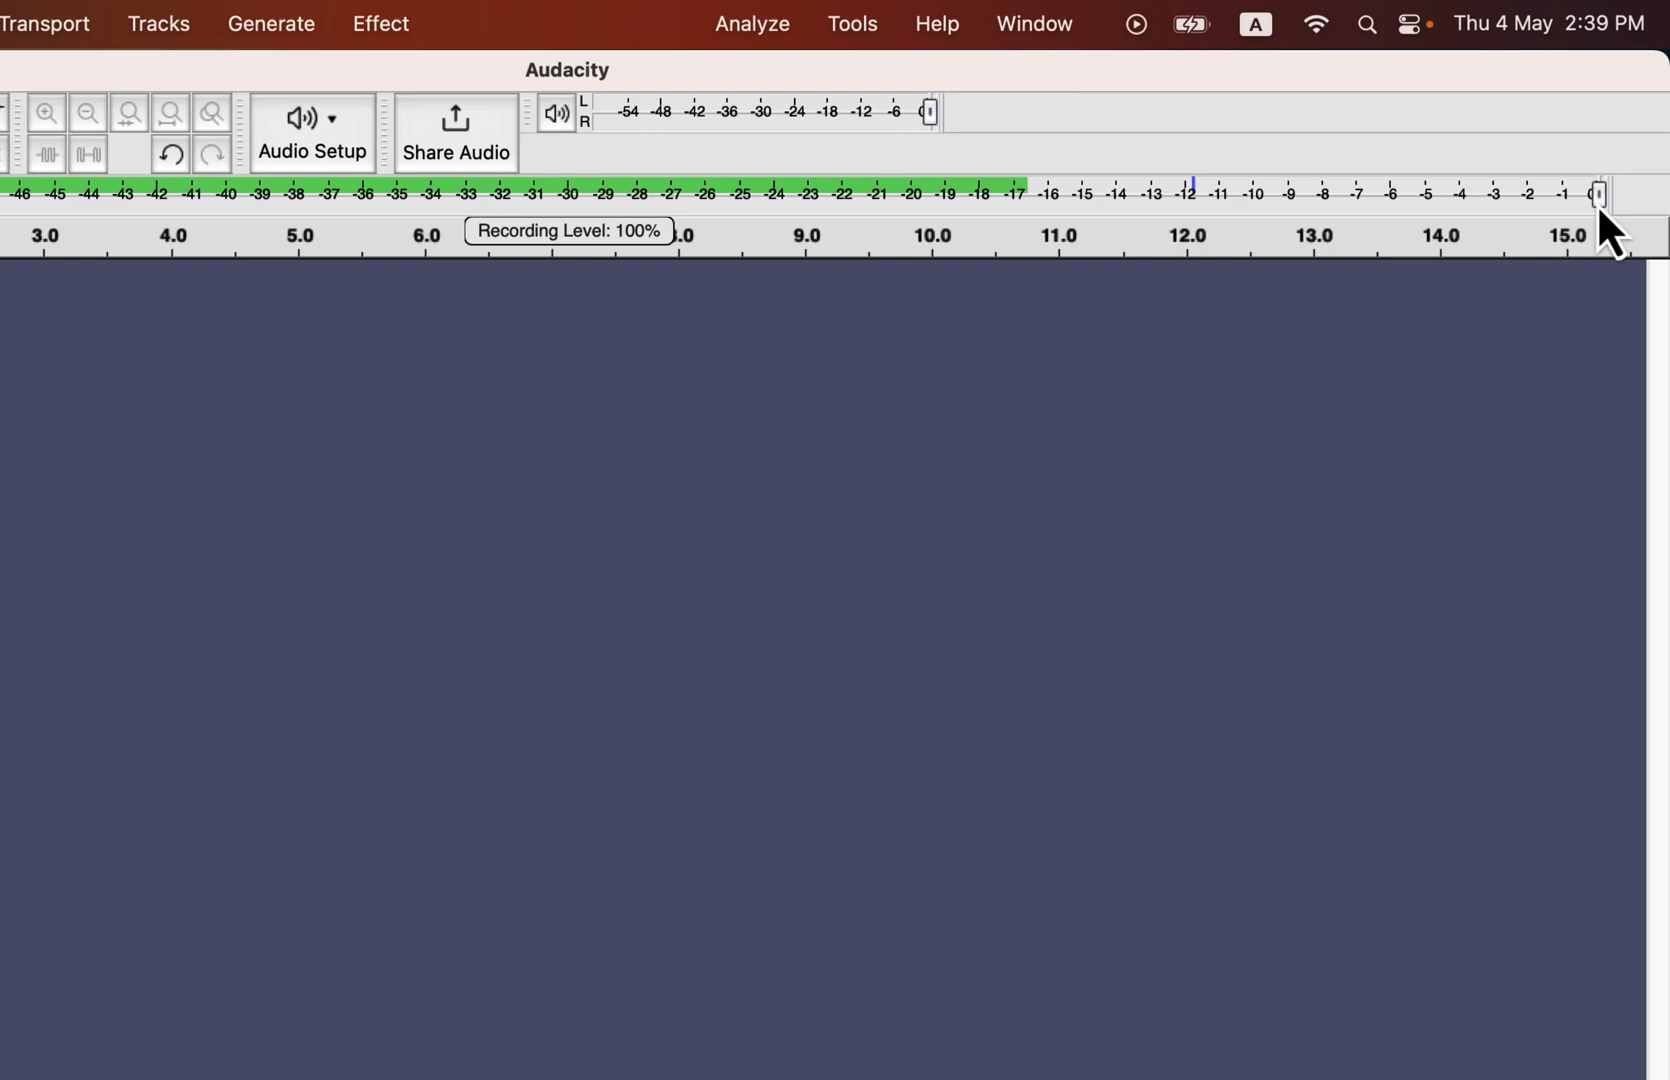 Transport Tracks Generate Effect Analyze Tools Help Window A Thu 4 May 2:39 PM
Audacity
L -54 -48 -42 -36 -30 -24 -18 -12 -6 0
R
Audio Setup Share Audio
-46 -45 -44 -43 -42 -41 -40 -39 -38 -37 -36 -35 -34 -33 -32 -31 -30 -29 -28 -27 -26 -25 -24 -23 -22 -21 -20 -19 -18 -17 -16 -15 -14 -13 -12 -11 -10 -9 -8 -7 -6 -5 -4 -3 -2 -1 0
3.0 4.0 5.0 6.0 Recording Level: 100% 8.0 9.0 10.0 11.0 12.0 13.0 14.0 15.0